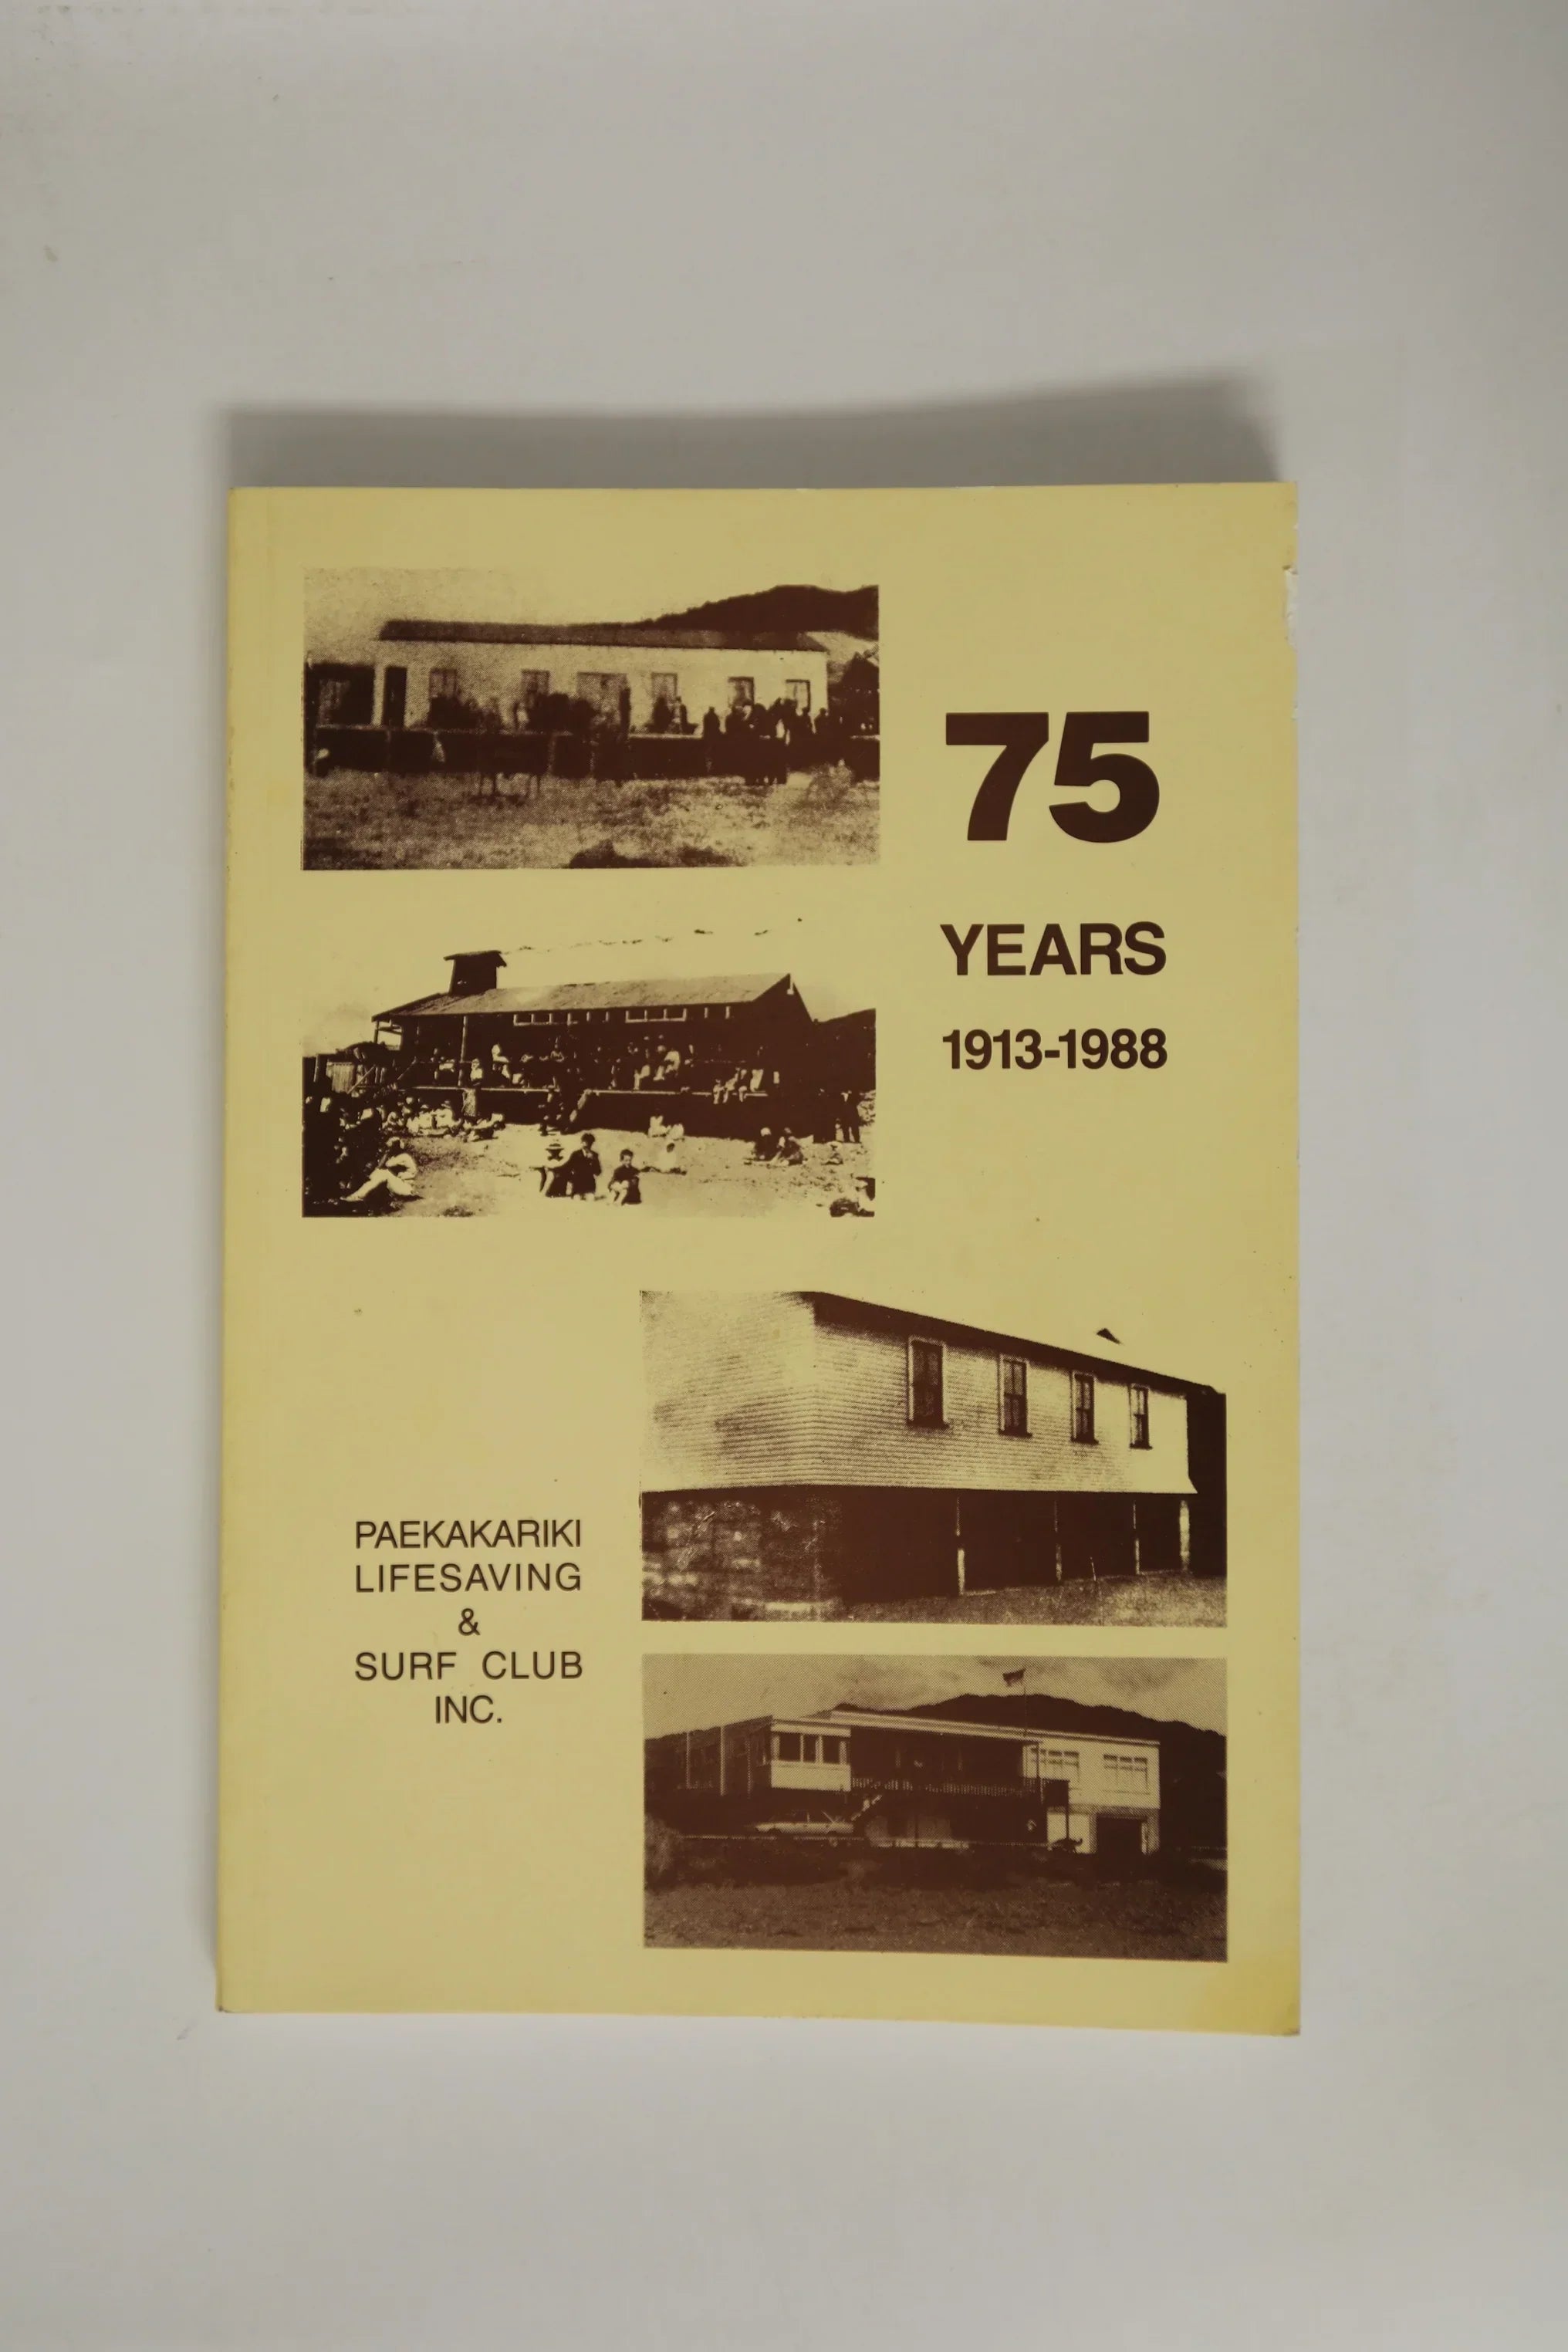 75
YEARS
1913-1988
PAEKAKARIKI
LIFESAVING
&
SURF CLUB
INC.